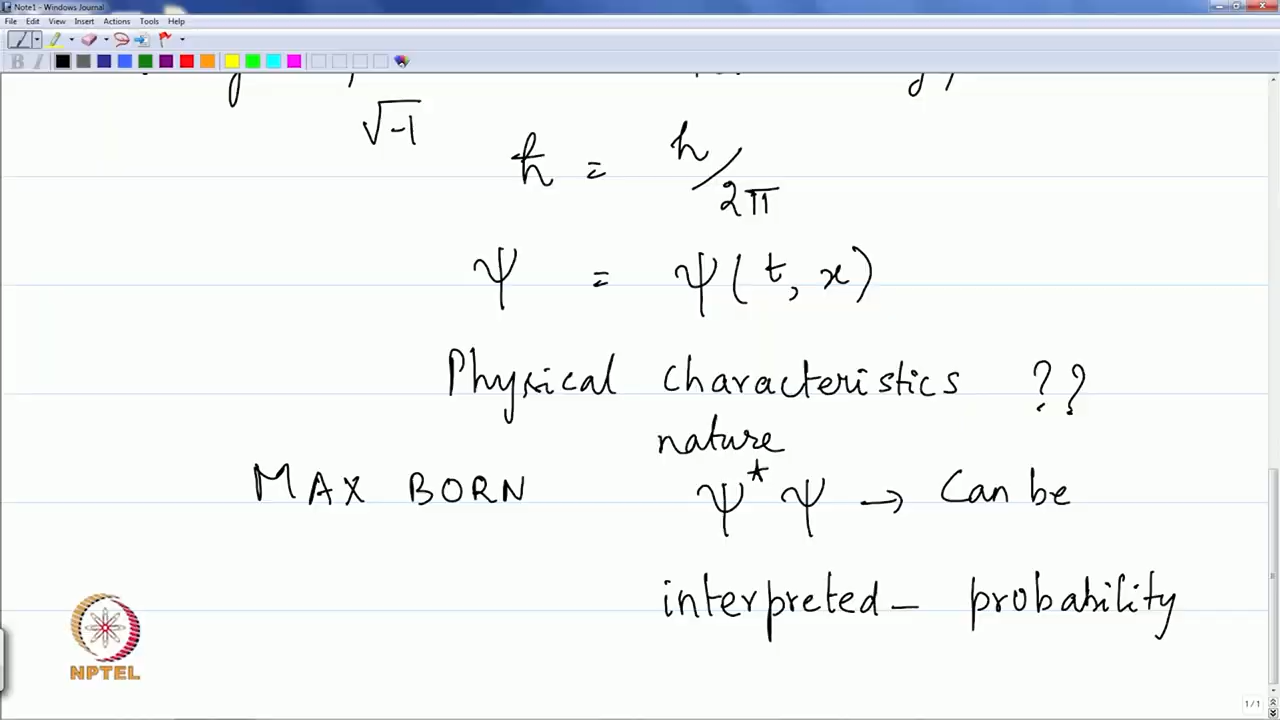 Note1 - Windows Journal
File Edit View Insert Actions Tools Help
B I
√-1
ħ = h/2π
Ψ = Ψ(t, x)
Physical characteristics ??
nature
MAX BORN Ψ* Ψ → Can be
interpreted – probability
NPTEL
1/1